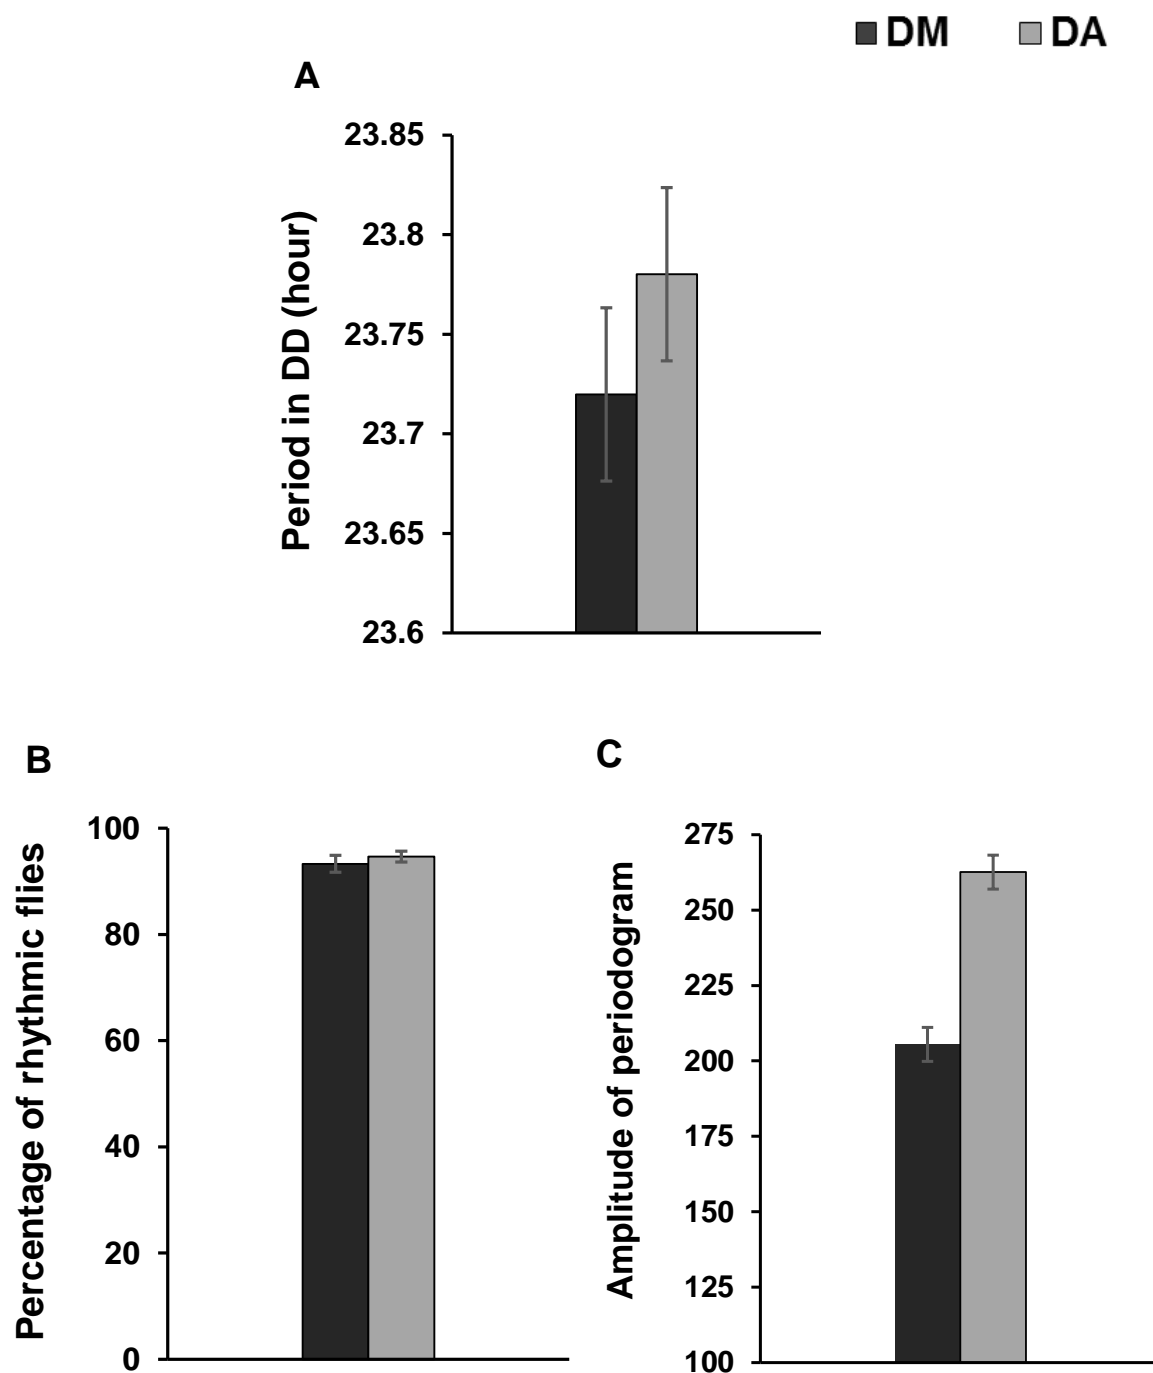 DM DA
A
Period in DD (hour)
23.85
23.8
23.75
23.7
23.65
23.6
B
Percentage of rhythmic flies
100
80
60
40
20
0
C
Amplitude of periodogram
275
250
225
200
175
150
125
100